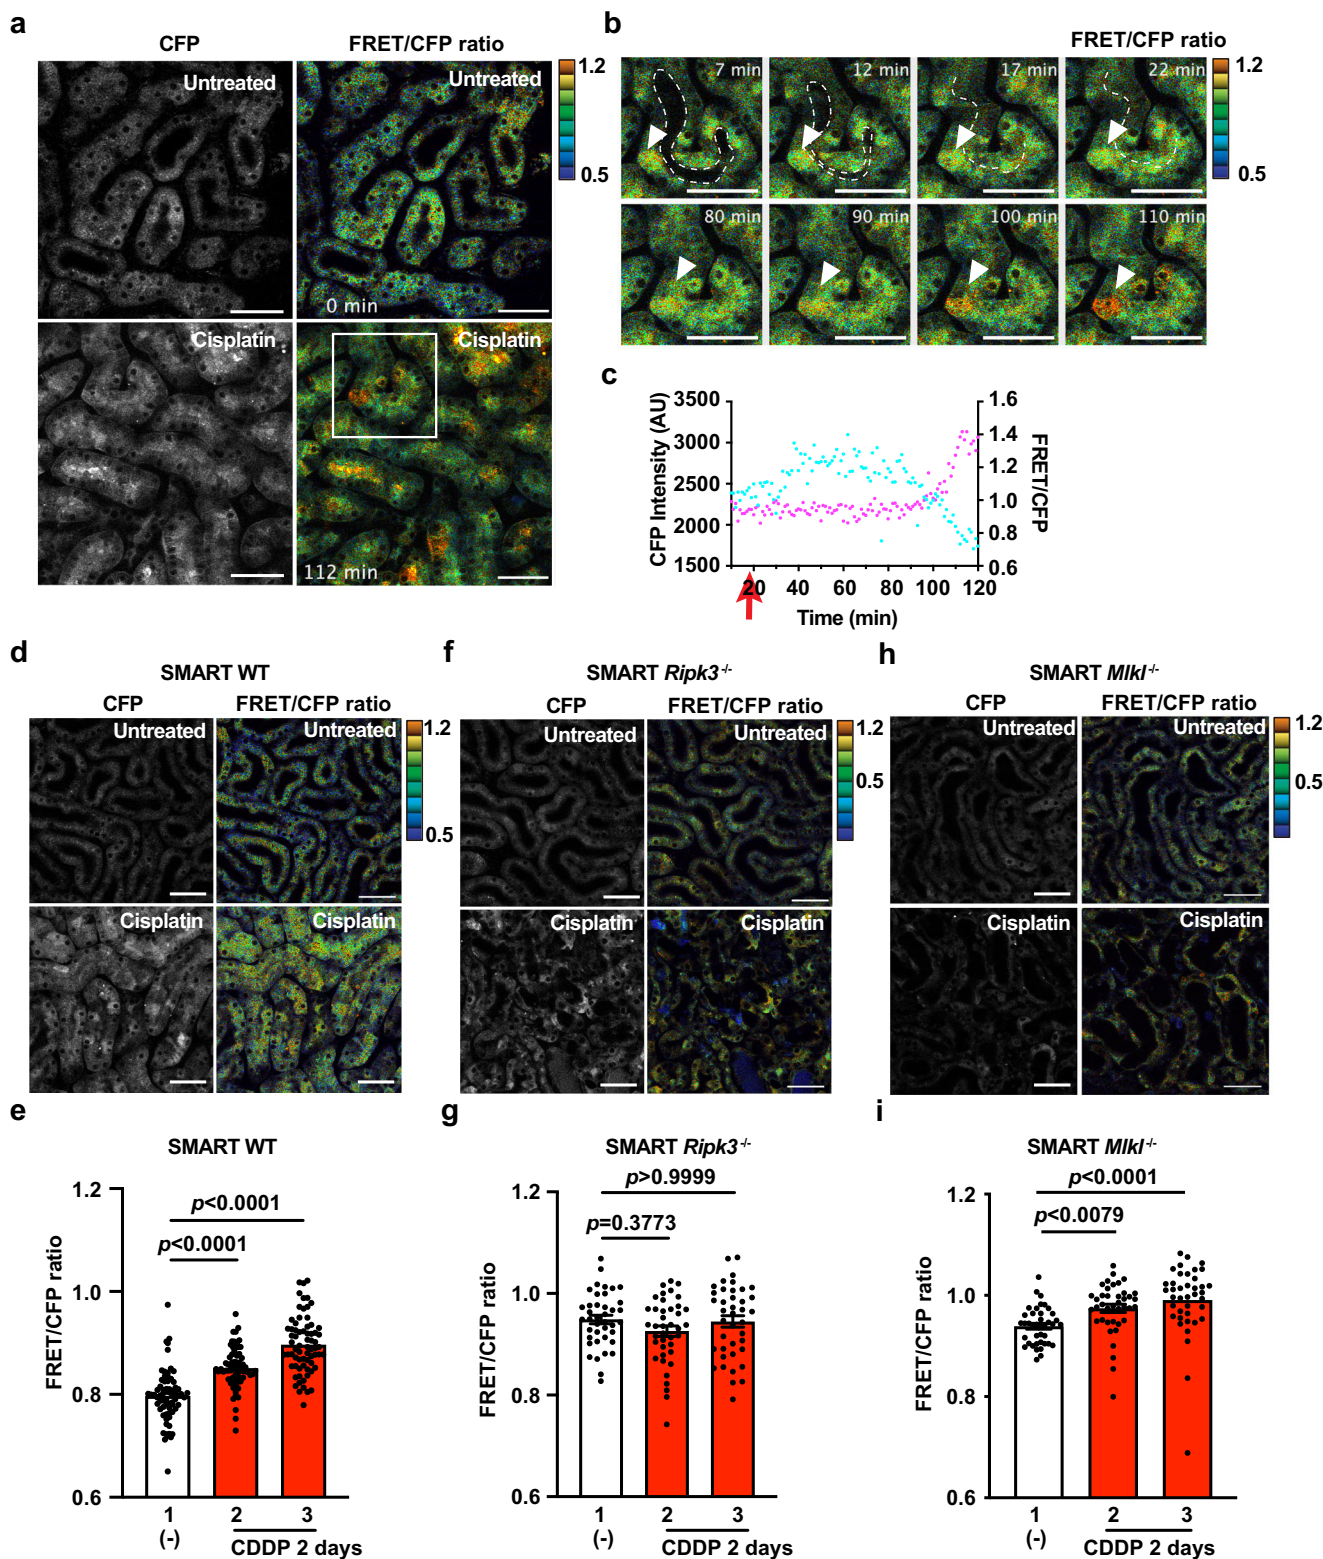 a
CFP
FRET/CFP ratio
Untreated
Untreated
1.2
0.5
0 min
Cisplatin
Cisplatin
112 min
b
FRET/CFP ratio
7 min
12 min
17 min
22 min
1.2
0.5
80 min
90 min
100 min
110 min
c
CFP Intensity (AU)
3500
3000
2500
2000
1500
1.6
1.4
1.2
1.0
0.8
0.6
FRET/CFP
20
40
60
80
100
120
Time (min)
d
SMART WT
CFP
FRET/CFP ratio
Untreated
Untreated
1.2
0.5
Cisplatin
Cisplatin
f
SMART Ripk3-/-
CFP
FRET/CFP ratio
Untreated
Untreated
1.2
0.5
Cisplatin
Cisplatin
h
SMART Mlkl-/-
CFP
FRET/CFP ratio
Untreated
Untreated
1.2
0.5
Cisplatin
Cisplatin
e
SMART WT
FRET/CFP ratio
1.2
1.0
0.8
0.6
p<0.0001
p<0.0001
1
2
3
(-)
CDDP 2 days
g
SMART Ripk3-/-
FRET/CFP ratio
1.2
1.0
0.8
0.6
p>0.9999
p=0.3773
1
2
3
(-)
CDDP 2 days
i
SMART Mlkl-/-
FRET/CFP ratio
1.2
1.0
0.8
0.6
p<0.0001
p<0.0079
1
2
3
(-)
CDDP 2 days